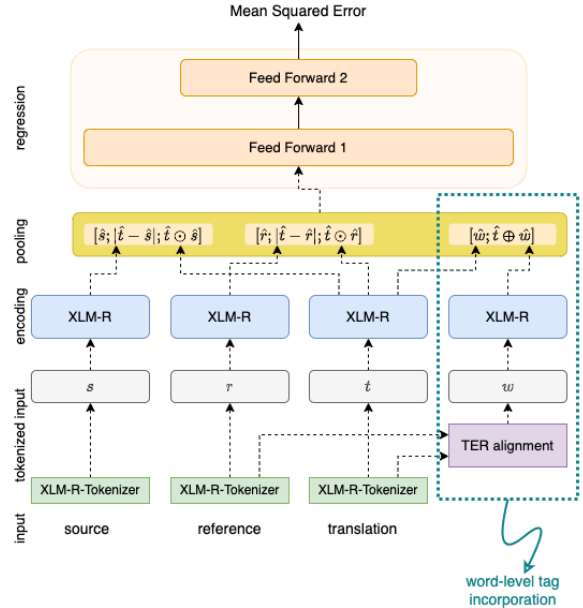 Mean Squared Error
regression
Feed Forward 2
Feed Forward 1
pooling
[ŝ; |t̂ − ŝ|; t̂ ⊙ ŝ]
[r̂; |t̂ − r̂|; t̂ ⊙ r̂]
[ŵ; t̂ ⊕ ŵ]
encoding
XLM-R
XLM-R
XLM-R
XLM-R
tokenized input
s
r
t
w
TER alignment
input
XLM-R-Tokenizer
XLM-R-Tokenizer
XLM-R-Tokenizer
source
reference
translation
word-level tag
incorporation